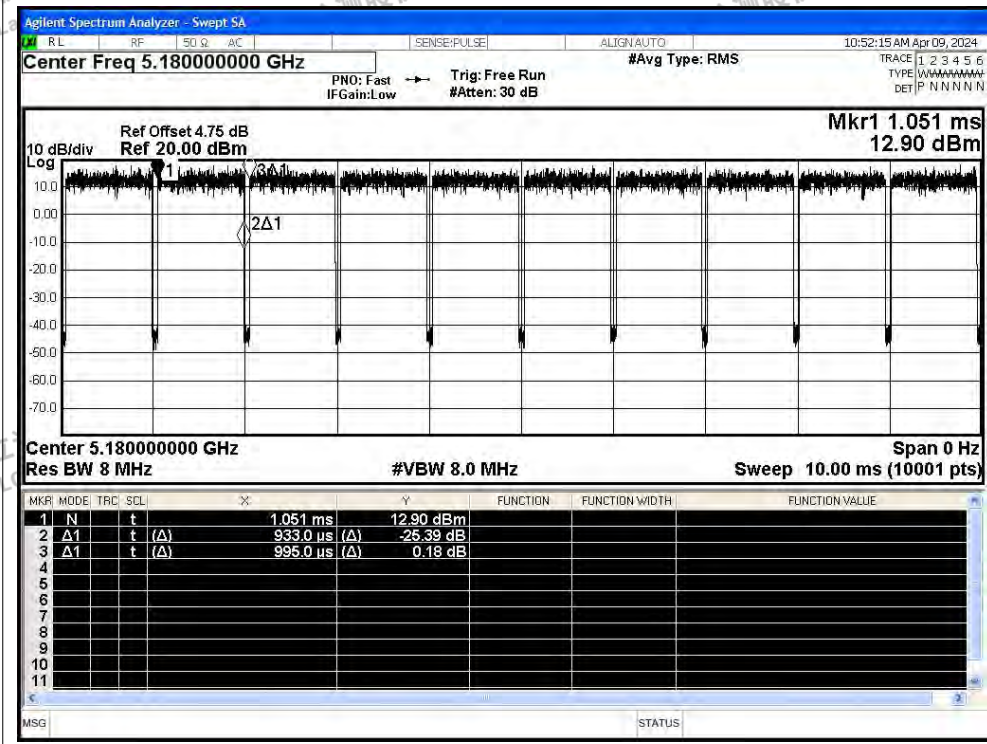 Agilent Spectrum Analyzer - Swept SA
RL RF 50 Ω AC SENSE:PULSE ALIGN AUTO 10:52:15 AM Apr 09, 2024
Center Freq 5.180000000 GHz #Avg Type: RMS TRACE 1 2 3 4 5 6
PNO: Fast Trig: Free Run TYPE WWWWWW
IFGain:Low #Atten: 30 dB DET P N N N N N
Mkr1 1.051 ms
Ref Offset 4.75 dB
10 dB/div Ref 20.00 dBm 12.90 dBm
Log
1 3Δ1
10.0
0.00
2Δ1
-10.0
-20.0
-30.0
-40.0
-50.0
-60.0
-70.0
Center 5.180000000 GHz Span 0 Hz
Res BW 8 MHz #VBW 8.0 MHz Sweep 10.00 ms (10001 pts)
MKR MODE TRC SCL X Y FUNCTION FUNCTION WIDTH FUNCTION VALUE
1 N t 1.051 ms 12.90 dBm
2 Δ1 t (Δ) 933.0 µs (Δ) -25.39 dB
3 Δ1 t (Δ) 995.0 µs (Δ) 0.18 dB
4
5
6
7
8
9
10
11
MSG STATUS